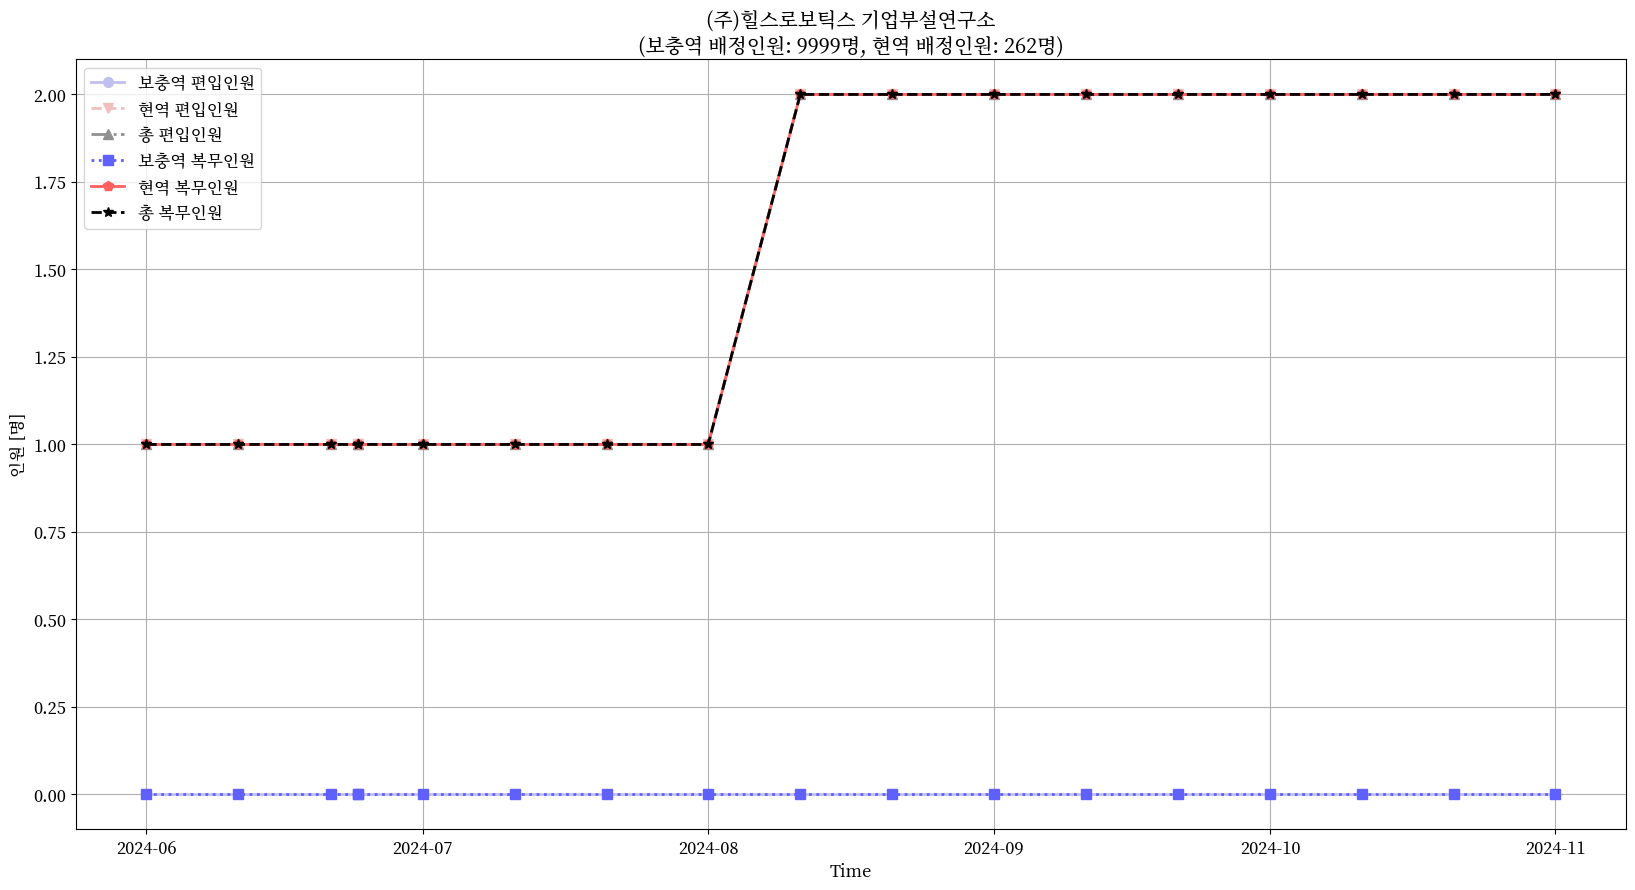 (주)힐스로보틱스 기업부설연구소
(보충역 배정인원: 9999명, 현역 배정인원: 262명)
보충역 편입인원
현역 편입인원
총 편입인원
보충역 복무인원
현역 복무인원
총 복무인원
2.00
1.75
1.50
1.25
1.00
0.75
0.50
0.25
0.00
인원 [명]
2024-06 2024-07 2024-08 2024-09 2024-10 2024-11
Time